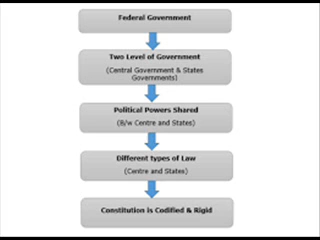 Federal Government
Two Level of Government
(Central Government & States
Governments)
Political Powers Shared
(B/w Centre and States)
Different types of Law
(Centre and States)
Constitution is Codified & Rigid